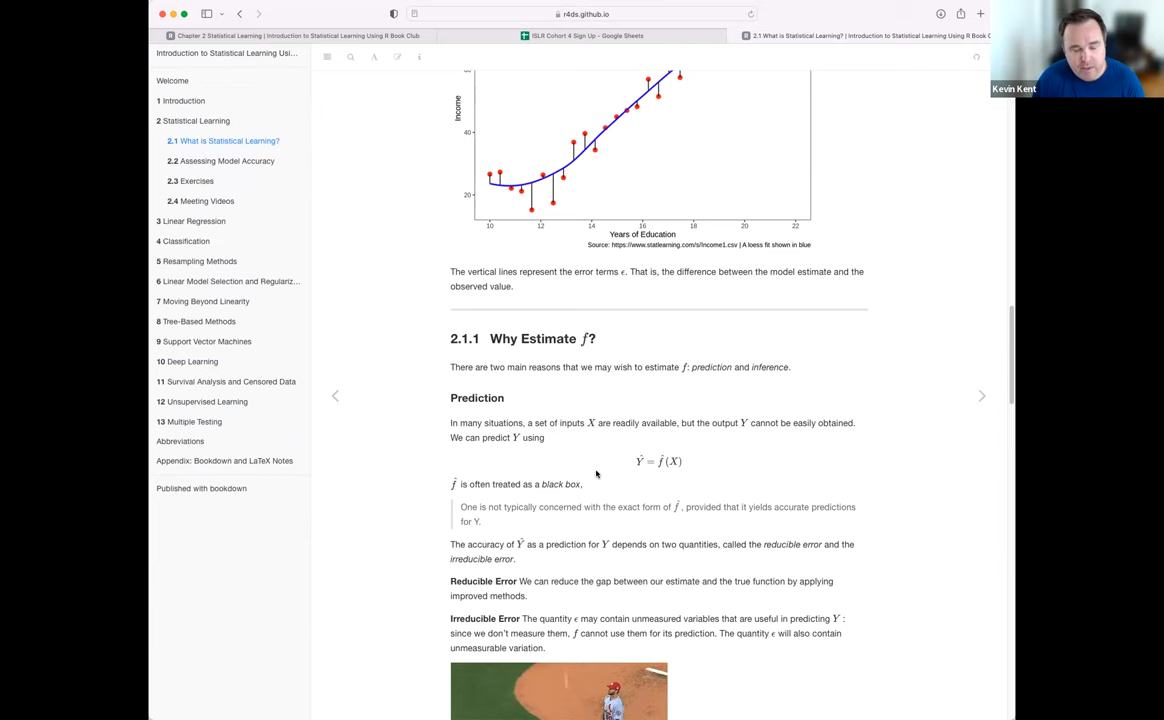 r4ds.github.io
Chapter 2 Statistical Learning | Introduction to Statistical Learning Using R Book Club
ISLR Cohort 4 Sign Up - Google Sheets
2.1 What is Statistical Learning? | Introduction to Statistical Learning Using R Book C
Kevin Kent
Introduction to Statistical Learning Usi...
Welcome
1 Introduction
2 Statistical Learning
2.1 What is Statistical Learning?
2.2 Assessing Model Accuracy
2.3 Exercises
2.4 Meeting Videos
3 Linear Regression
4 Classification
5 Resampling Methods
6 Linear Model Selection and Regulariz...
7 Moving Beyond Linearity
8 Tree-Based Methods
9 Support Vector Machines
10 Deep Learning
11 Survival Analysis and Censored Data
12 Unsupervised Learning
13 Multiple Testing
Abbreviations
Appendix: Bookdown and LaTeX Notes
Published with bookdown
Income
40
20
10 12 14 16 18 20 22
Years of Education
Source: https://www.statlearning.com/s/Income1.csv | A loess fit shown in blue
The vertical lines represent the error terms ϵ. That is, the difference between the model estimate and the
observed value.
2.1.1 Why Estimate f?
There are two main reasons that we may wish to estimate f: prediction and inference.
Prediction
In many situations, a set of inputs X are readily available, but the output Y cannot be easily obtained.
We can predict Y using
Ŷ = f̂(X)
f̂ is often treated as a black box,
One is not typically concerned with the exact form of f̂, provided that it yields accurate predictions
for Y.
The accuracy of Ŷ as a prediction for Y depends on two quantities, called the reducible error and the
irreducible error.
Reducible Error We can reduce the gap between our estimate and the true function by applying
improved methods.
Irreducible Error The quantity ϵ may contain unmeasured variables that are useful in predicting Y :
since we don't measure them, f cannot use them for its prediction. The quantity ϵ will also contain
unmeasurable variation.